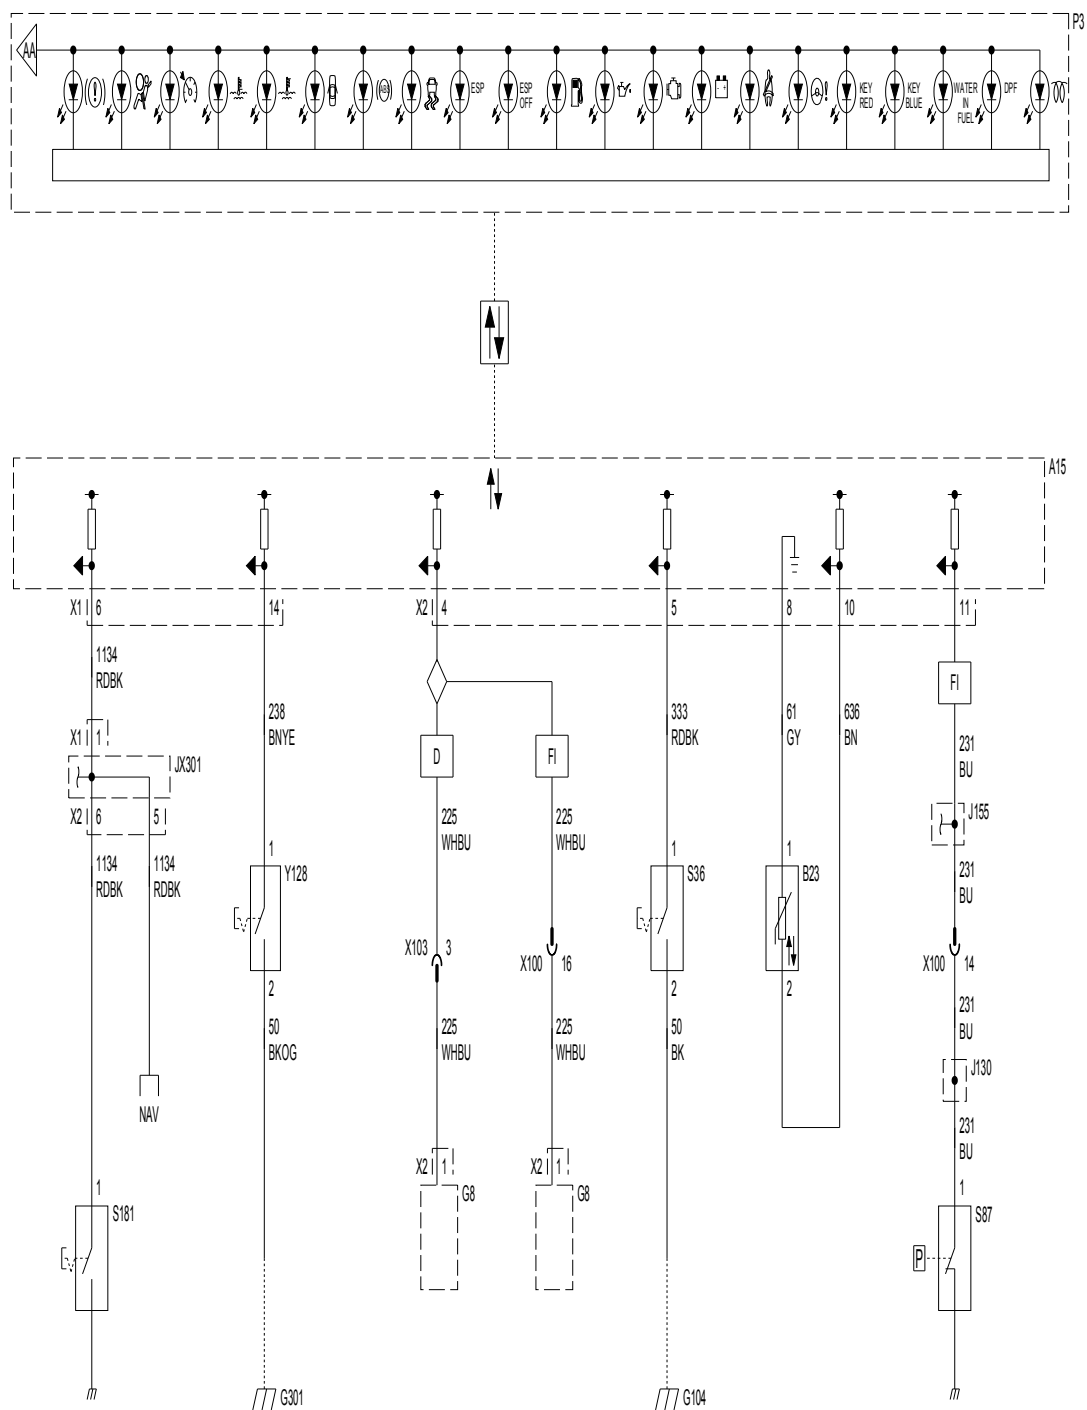 P3
AA
ESP
ESP
OFF
KEY
RED
KEY
BLUE
WATER
IN
FUEL
DPF
ABS
A15
X1 6
14
X2 4
5
8
10
11
1134
RDBK
FI
238
BNYE
333
RDBK
61
GY
636
BN
X1 1
D
FI
231
BU
JX301
X2 6
5
225
WHBU
225
WHBU
J155
1134
RDBK
1134
RDBK
1
Y128
1
S36
1
B23
231
BU
X103 3
X100 16
X100 14
2
2
2
50
BKOG
225
WHBU
225
WHBU
50
BK
231
BU
J130
NAV
231
BU
X2 1
X2 1
1
S181
G8
G8
1
S87
P
G301
G104